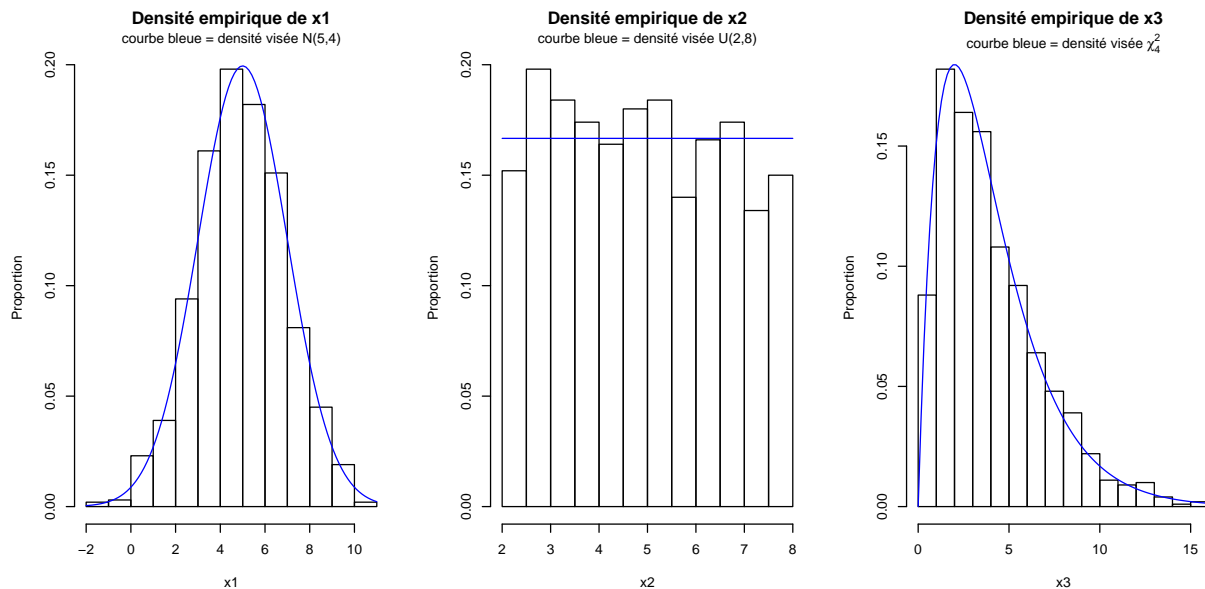 Densité empirique de x1
courbe bleue = densité visée N(5,4)
Proportion
0.20
0.15
0.10
0.05
0.00
−2 0 2 4 6 8 10
x1
Densité empirique de x2
courbe bleue = densité visée U(2,8)
Proportion
0.20
0.15
0.10
0.05
0.00
2 3 4 5 6 7 8
x2
Densité empirique de x3
courbe bleue = densité visée χ₄²
Proportion
0.15
0.10
0.05
0.00
0 5 10 15
x3